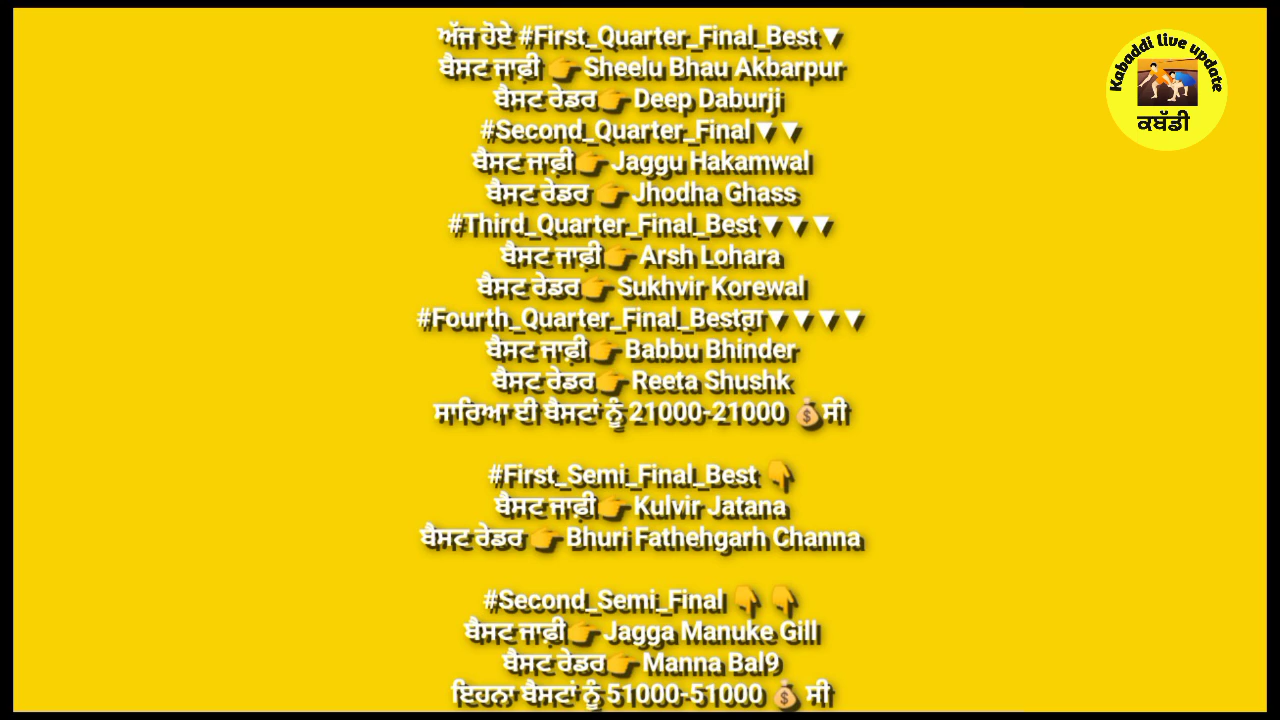 ਅੱਜ ਹੋਏ #First_Quarter_Final_Best▼
ਬੈਸਟ ਜਾਫ਼ੀ 👉 Sheelu Bhau Akbarpur
ਬੈਸਟ ਰੇਡਰ👉Deep Daburji
#Second_Quarter_Final▼▼
ਬੈਸਟ ਜਾਫ਼ੀ👉Jaggu Hakamwal
ਬੈਸਟ ਰੇਡਰ 👉Jhodha Ghass
#Third_Quarter_Final_Best▼▼▼
ਬੈਸਟ ਜਾਫ਼ੀ👉Arsh Lohara
ਬੈਸਟ ਰੇਡਰ👉Sukhvir Korewal
#Fourth_Quarter_Final_Bestਗ਼▼▼▼▼
ਬੈਸਟ ਜਾਫ਼ੀ👉Babbu Bhinder
ਬੈਸਟ ਰੇਡਰ👉Reeta Shushk
ਸਾਰਿਆ ਈ ਬੈਸਟਾਂ ਨੂੰ 21000-21000 💰ਸੀ
#First_Semi_Final_Best 👇
ਬੈਸਟ ਜਾਫ਼ੀ👉Kulvir Jatana
ਬੈਸਟ ਰੇਡਰ 👉Bhuri Fathehgarh Channa
#Second_Semi_Final 👇👇
ਬੈਸਟ ਜਾਫ਼ੀ👉Jagga Manuke Gill
ਬੈਸਟ ਰੇਡਰ👉Manna Bal9
ਇਹਨਾ ਬੈਸਟਾਂ ਨੂੰ 51000-51000 💰 ਸੀ
Kabaddi live update
ਕਬੱਡੀ